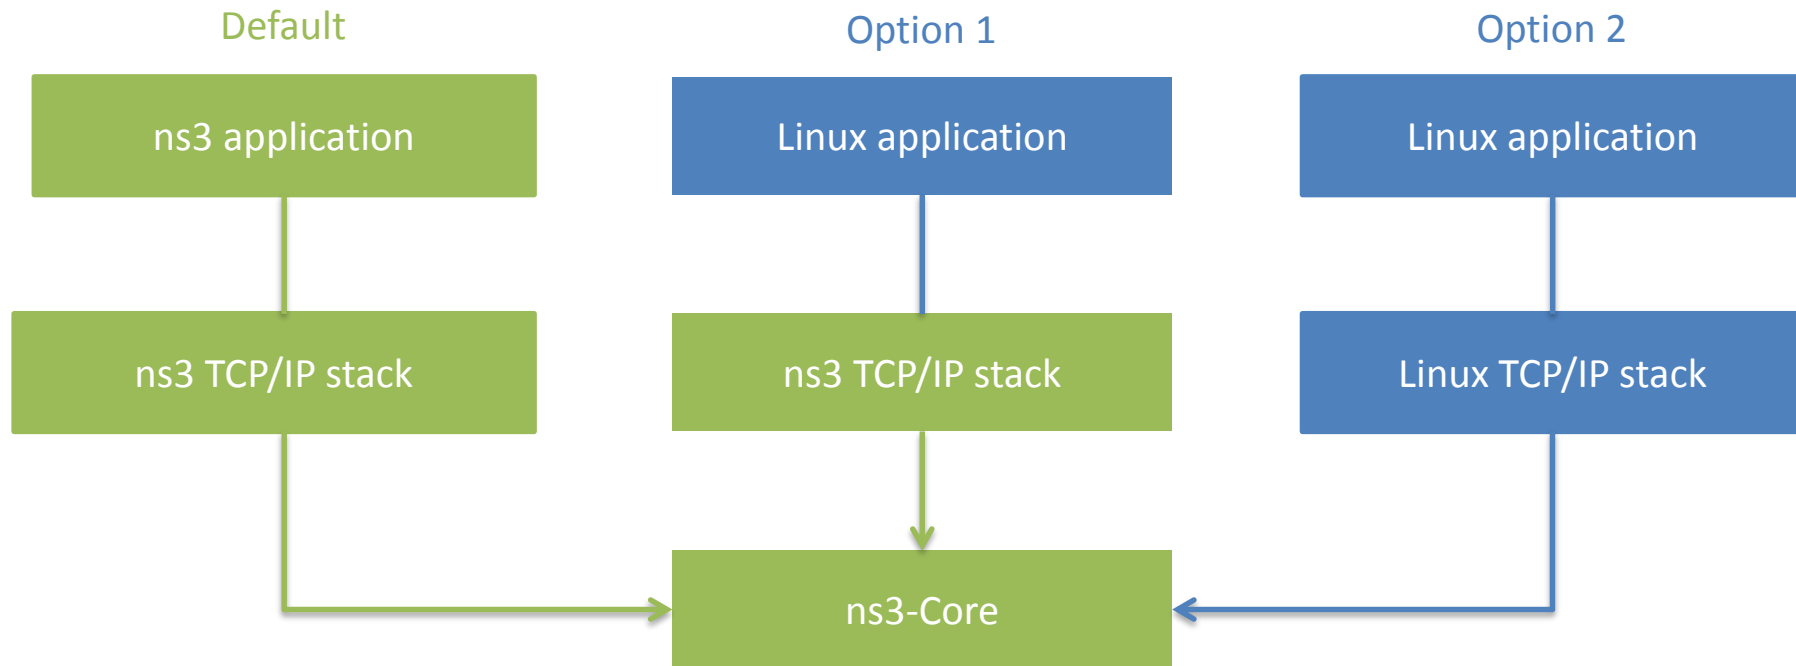 Default
Option 1
Option 2
ns3 application
Linux application
Linux application
ns3 TCP/IP stack
ns3 TCP/IP stack
Linux TCP/IP stack
ns3-Core